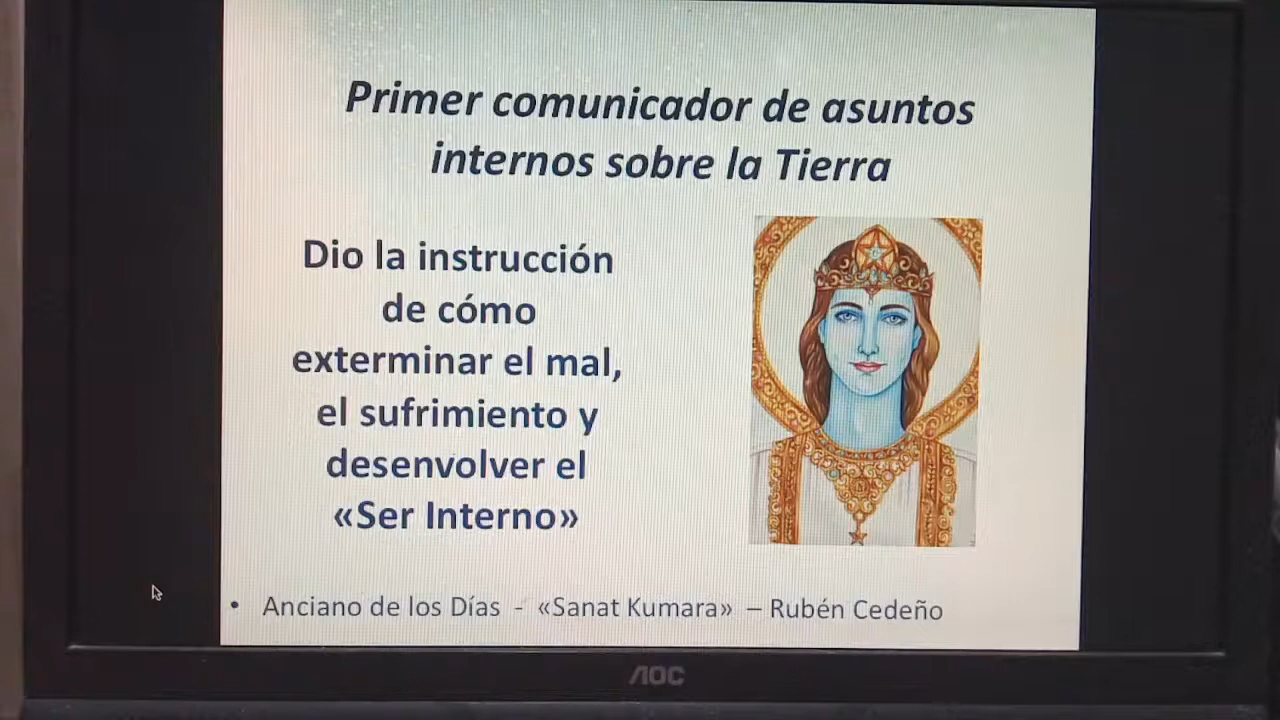 Primer comunicador de asuntos
internos sobre la Tierra
Dio la instrucción
de cómo
exterminar el mal,
el sufrimiento y
desenvolver el
«Ser Interno»
• Anciano de los Días - «Sanat Kumara» – Rubén Cedeño
AOC